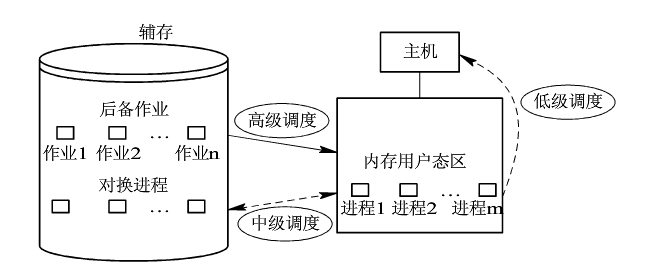 辅存
主机
后备作业
高级调度
低级调度
…
作业1 作业2 作业n
内存用户态区
对换进程
…
…
进程1 进程2 进程m
中级调度